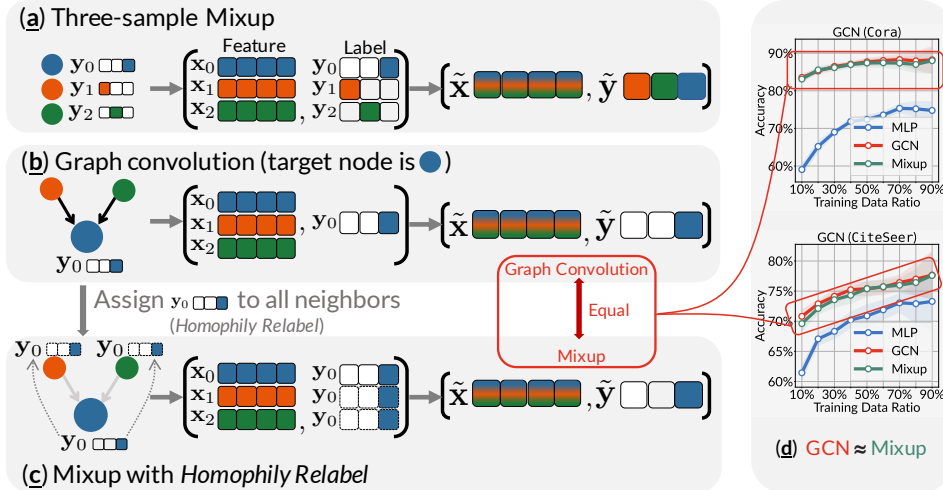 (a) Three-sample Mixup
Feature
Label
y₀
y₁
y₂
x₀
x₁
x₂
,
y₀
y₁
y₂
x̃
, ỹ
(b) Graph convolution (target node is )
y₀
x₀
x₁
x₂
, y₀
x̃
, ỹ
Assign y₀ to all neighbors
(Homophily Relabel)
Graph Convolution
Equal
Mixup
y₀ y₀
y₀
x₀
x₁
x₂
,
y₀
y₀
y₀
x̃
, ỹ
(c) Mixup with Homophily Relabel
GCN (Cora)
Accuracy
90%
80%
70%
60%
MLP
GCN
Mixup
10% 30% 50% 70% 90%
Training Data Ratio
GCN (CiteSeer)
Accuracy
75%
70%
65%
60%
MLP
GCN
Mixup
10% 30% 50% 70% 90%
Training Data Ratio
(d) GCN ≈ Mixup